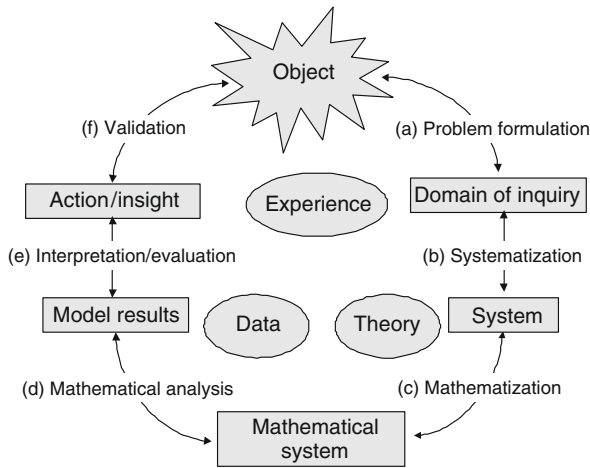 Object
(f) Validation
(a) Problem formulation
Action/insight
Experience
Domain of inquiry
(e) Interpretation/evaluation
(b) Systematization
Model results
Data
Theory
System
(d) Mathematical analysis
(c) Mathematization
Mathematical
system